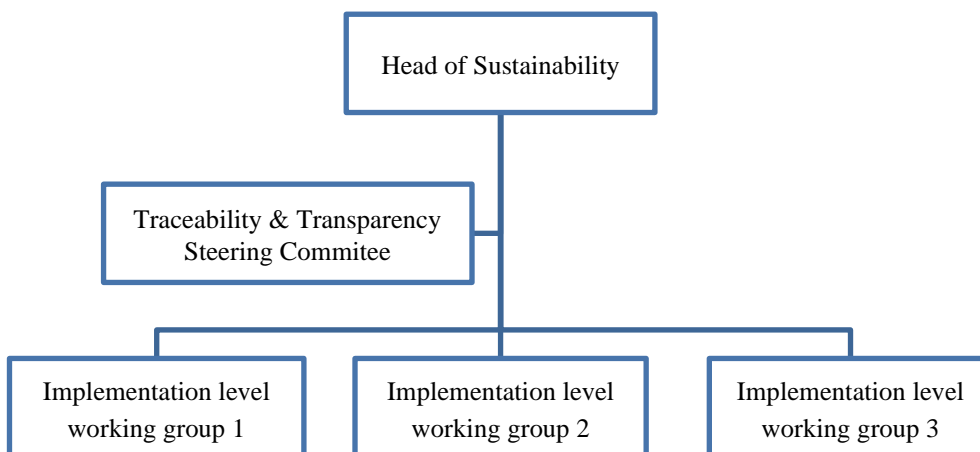 Head of Sustainability
Traceability & Transparency
Steering Commitee
Implementation level
working group 1
Implementation level
working group 2
Implementation level
working group 3